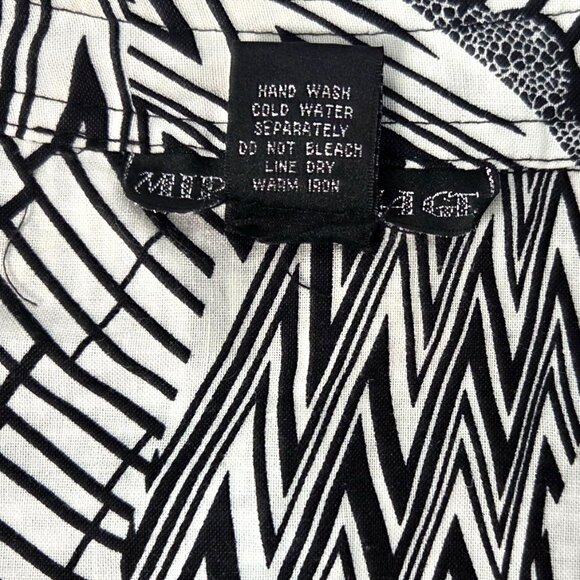 HAND WASH
COLD WATER
SEPARATELY
DO NOT BLEACH
LINE DRY
WARM IRON